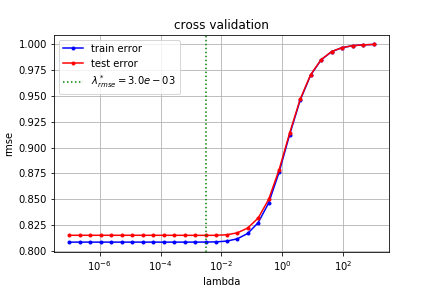 cross validation
train error
test error
λ*rmse = 3.0e − 03
1.000
0.975
0.950
0.925
0.900
0.875
0.850
0.825
0.800
rmse
10⁻⁶ 10⁻⁴ 10⁻² 10⁰ 10²
lambda